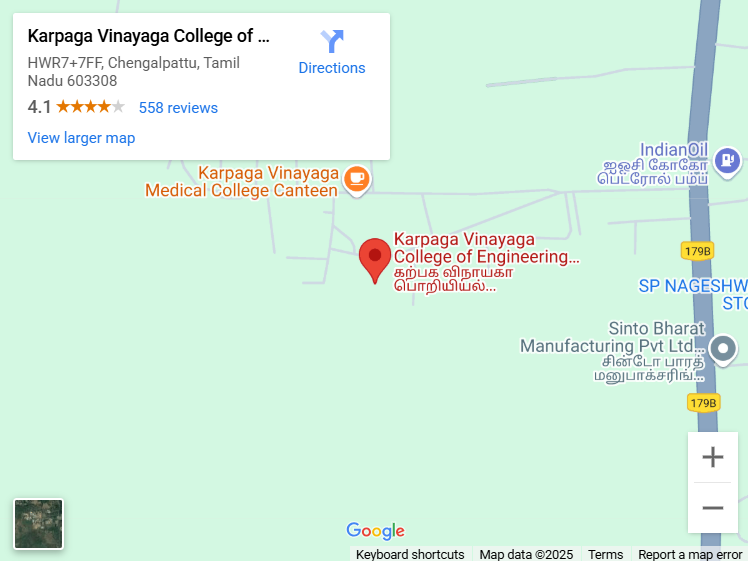 Karpaga Vinayaga College of ...
HWR7+7FF, Chengalpattu, Tamil
Nadu 603308
Directions
4.1
558 reviews
View larger map
Karpaga Vinayaga
Medical College Canteen
IndianOil
ஐஓசி கோகோ
பெட்ரோல் பம்ப்
Karpaga Vinayaga
College of Engineering...
கற்பக விநாயகா
பொறியியல்...
179B
SP NAGESHW
STO
Sinto Bharat
Manufacturing Pvt Ltd...
சின்டோ பாரத்
மனுபாக்சரிங்...
179B
Google
Keyboard shortcuts
Map data ©2025
Terms
Report a map error